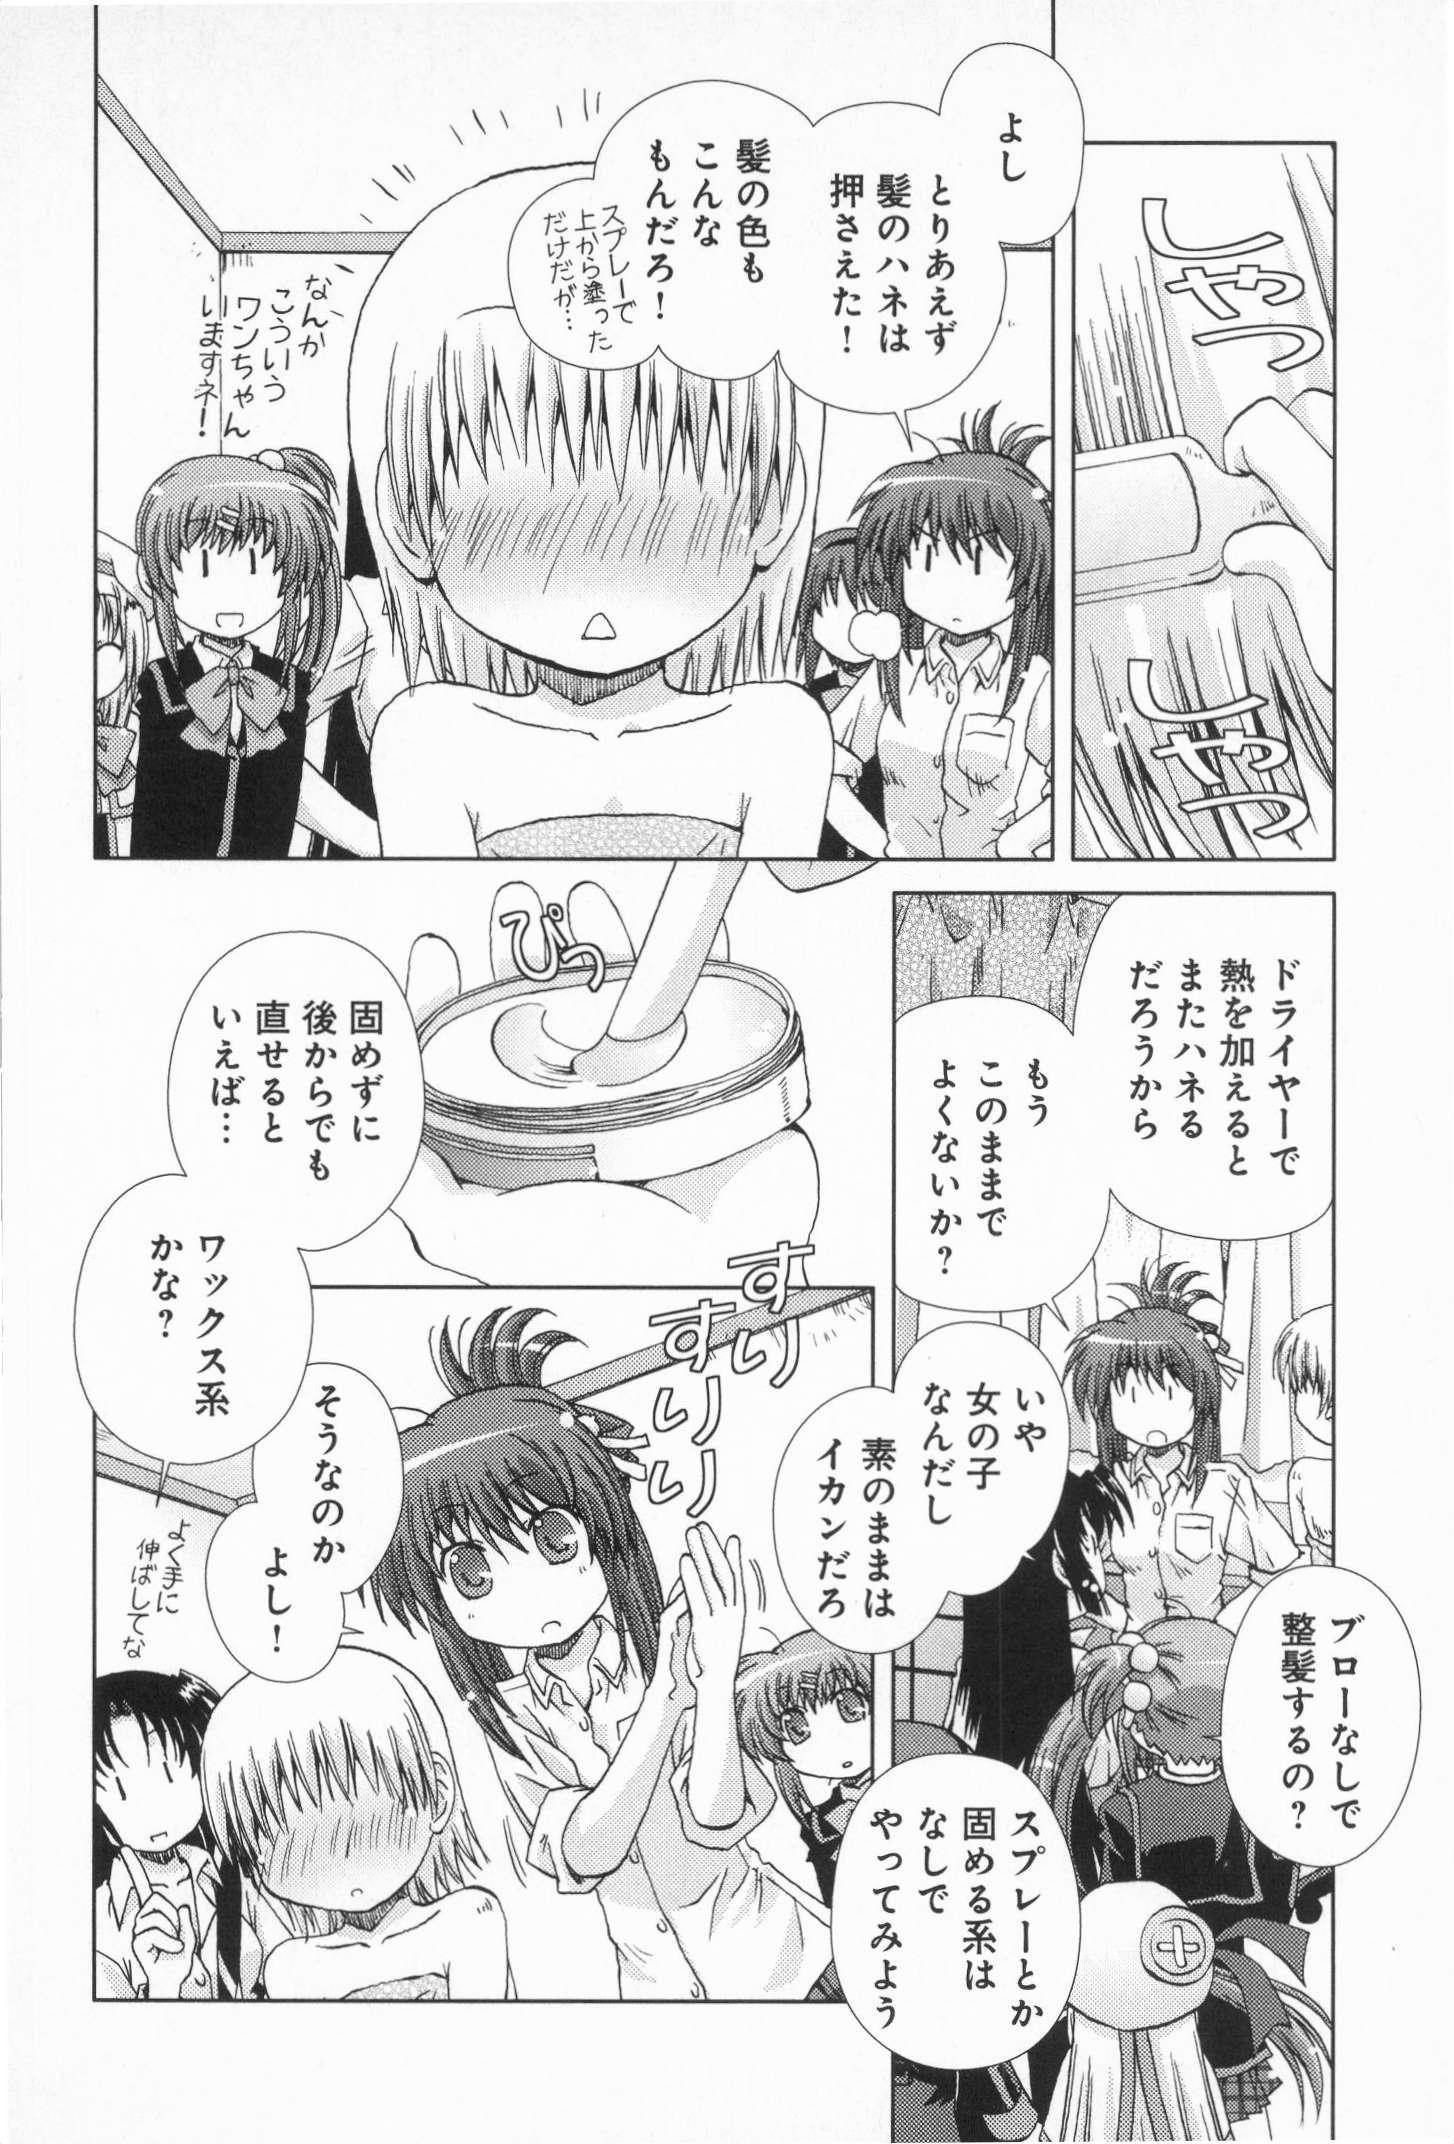 しゃっ
しゃっ
よし
とりあえず
髪のハネは
押さえた！
髪の色も
こんな
もんだろ！
スプレーで
上から塗った
だけだが…
なんか
こういう
ワンちゃん
いますネ！
ドライヤーで
熱を加えると
またハネる
だろうから
もう
このままで
よくないか？
いや
女の子
なんだし
素のままは
イカンだろ
ブローなしで
整髪するの？
スプレーとか
固める系は
なしで
やってみよう
ぴっ
固めずに
後からでも
直せると
いえば…
ワックス系
かな？
よく手に
伸ばしてな
すり
すり
すり
すり
そうなのか
よし！